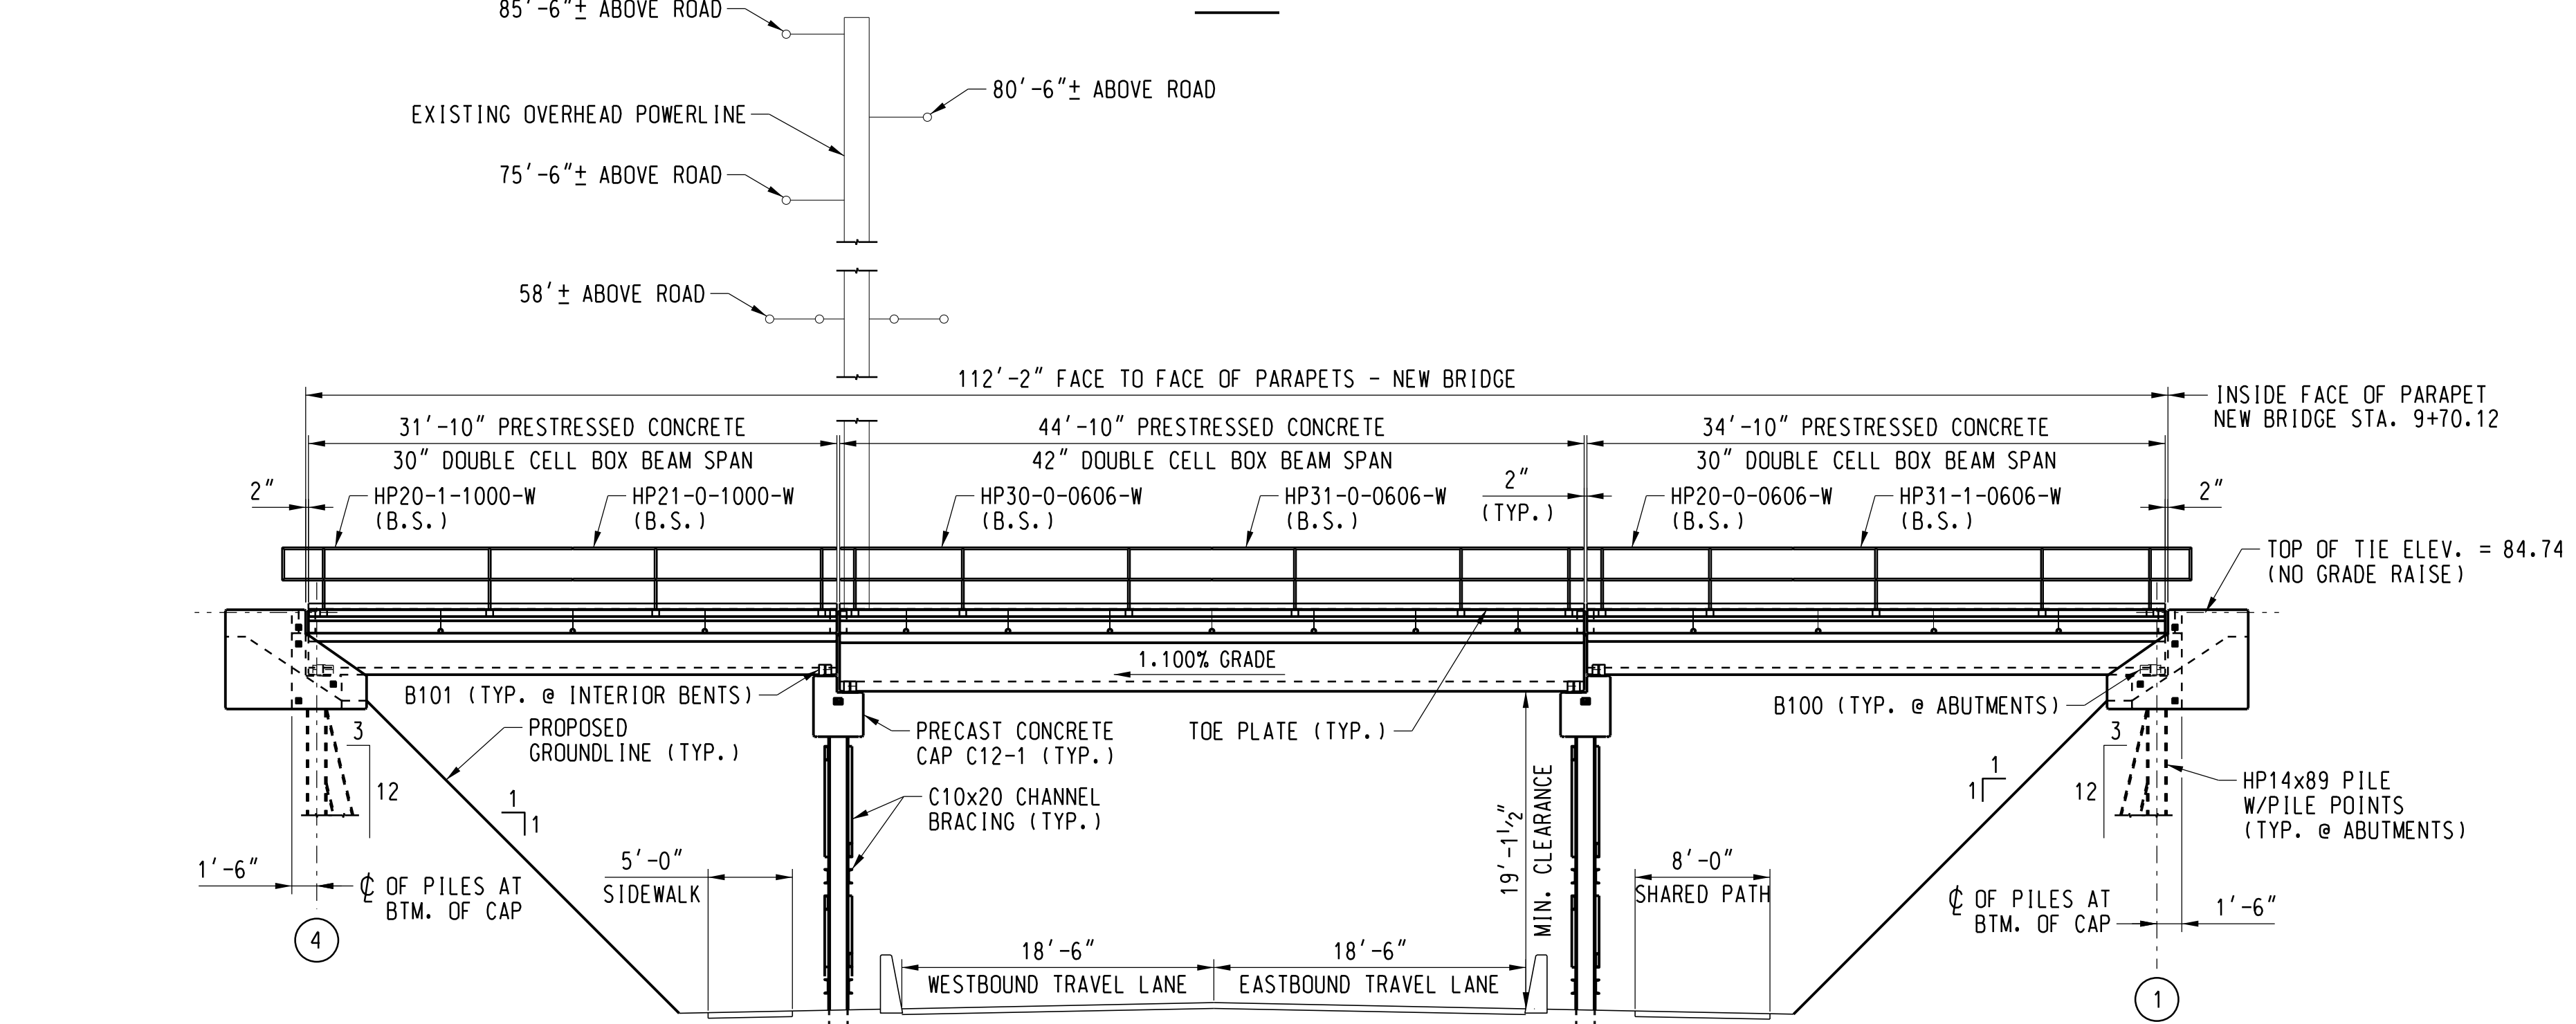 85'-6"± ABOVE ROAD
80'-6"± ABOVE ROAD
EXISTING OVERHEAD POWERLINE
75'-6"± ABOVE ROAD
58'± ABOVE ROAD
112'-2" FACE TO FACE OF PARAPETS - NEW BRIDGE
INSIDE FACE OF PARAPET
NEW BRIDGE STA. 9+70.12
31'-10" PRESTRESSED CONCRETE
30" DOUBLE CELL BOX BEAM SPAN
44'-10" PRESTRESSED CONCRETE
42" DOUBLE CELL BOX BEAM SPAN
34'-10" PRESTRESSED CONCRETE
30" DOUBLE CELL BOX BEAM SPAN
2"
HP20-1-1000-W
(B.S.)
HP21-0-1000-W
(B.S.)
HP30-0-0606-W
(B.S.)
HP31-0-0606-W
(B.S.)
2"
(TYP.)
HP20-0-0606-W
(B.S.)
HP31-1-0606-W
(B.S.)
2"
TOP OF TIE ELEV. = 84.74
(NO GRADE RAISE)
1.100% GRADE
B101 (TYP. @ INTERIOR BENTS)
B100 (TYP. @ ABUTMENTS)
PROPOSED
GROUNDLINE (TYP.)
PRECAST CONCRETE
CAP C12-1 (TYP.)
TOE PLATE (TYP.)
3
12
3
12
HP14x89 PILE
W/PILE POINTS
(TYP. @ ABUTMENTS)
1
1
1
1
C10x20 CHANNEL
BRACING (TYP.)
19'-1 1/2"
MIN. CLEARANCE
1'-6"
℄ OF PILES AT
BTM. OF CAP
5'-0"
SIDEWALK
8'-0"
SHARED PATH
℄ OF PILES AT
BTM. OF CAP
1'-6"
18'-6"
WESTBOUND TRAVEL LANE
18'-6"
EASTBOUND TRAVEL LANE
4
1